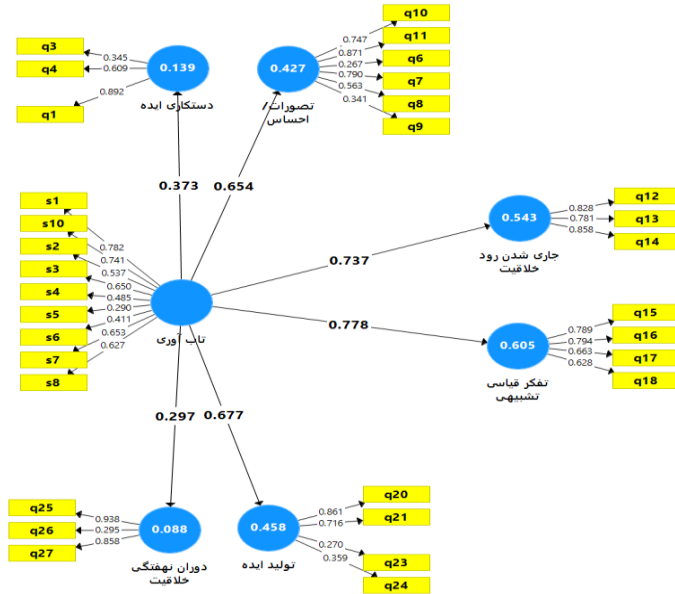 q10
q11
q6
q7
q8
q9
0.747
0.871
0.267
0.790
0.563
0.341
0.427
تصورات/
احساس
q3
q4
q1
0.345
0.609
0.892
0.139
دستکاری ایده
0.373
0.654
q12
q13
q14
0.828
0.781
0.858
0.543
جاری شدن رود
خلاقیت
0.737
s1
s10
s2
s3
s4
s5
s6
s7
s8
0.782
0.741
0.537
0.650
0.485
0.290
0.411
0.653
0.627
تاب آوری
0.778
q15
q16
q17
q18
0.789
0.794
0.663
0.628
0.605
تفکر قیاسی
تشبیهی
0.297
0.677
q25
q26
q27
0.938
0.295
0.858
0.088
دوران نهفتگی
خلاقیت
0.458
تولید ایده
q20
q21
q23
q24
0.861
0.716
0.270
0.359